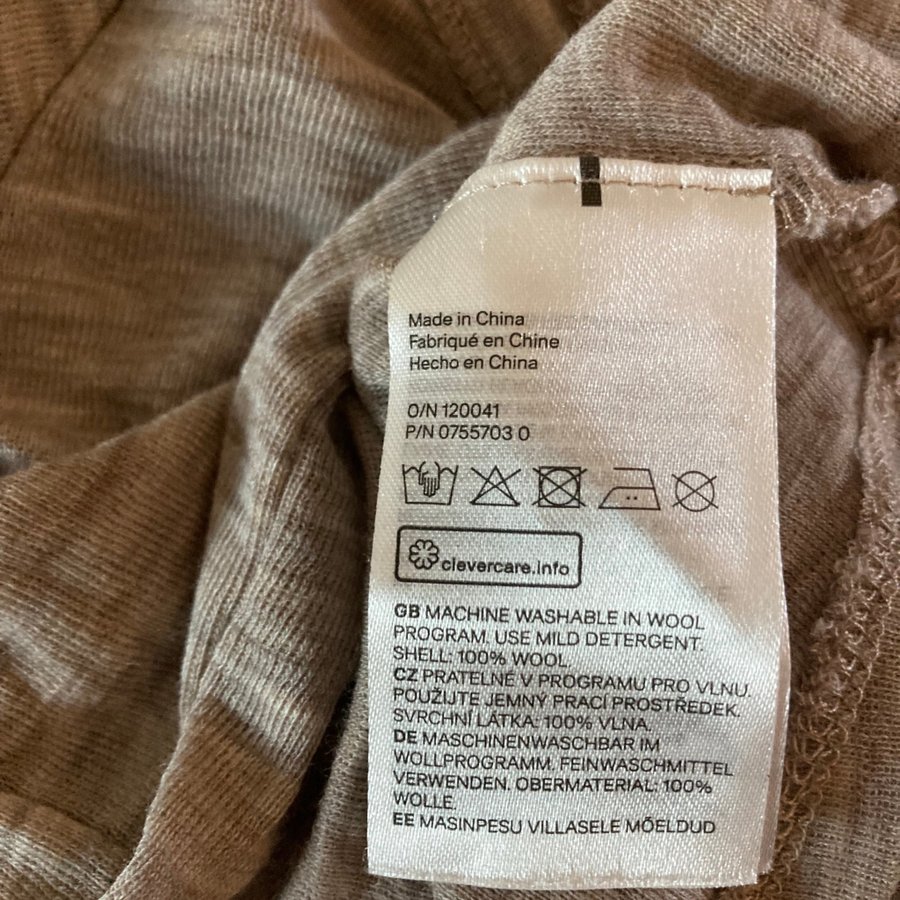 Made in China
Fabriqué en Chine
Hecho en China
O/N 120041
P/N 0755703 0
clevercare.info
GB MACHINE WASHABLE IN WOOL
PROGRAM. USE MILD DETERGENT.
SHELL: 100% WOOL.
CZ PRATELNÉ V PROGRAMU PRO VLNU.
POUŽIJTE JEMNÝ PRACÍ PROSTŘEDEK.
SVRCHNÍ LÁTKA: 100% VLNA.
DE MASCHINENWASCHBAR IM
WOLLPROGRAMM. FEINWASCHMITTEL
VERWENDEN. OBERMATERIAL: 100%
WOLLE.
EE MASINPESU VILLASELE MÕELDUD